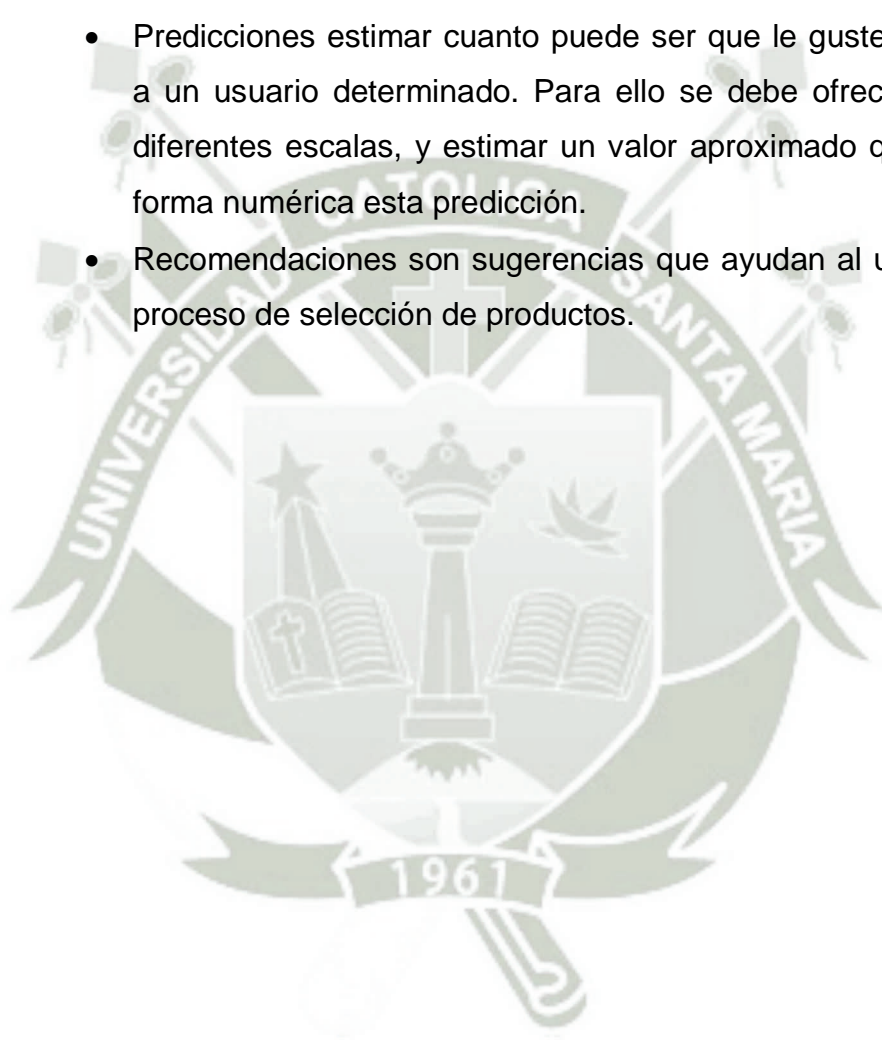 • Predicciones estimar cuanto puede ser que le guste
a un usuario determinado. Para ello se debe ofrec
diferentes escalas, y estimar un valor aproximado
forma numérica esta predicción.
• Recomendaciones son sugerencias que ayudan al
proceso de selección de productos.
UNIVERSIDAD CATOLICA SANTA MARIA
1961